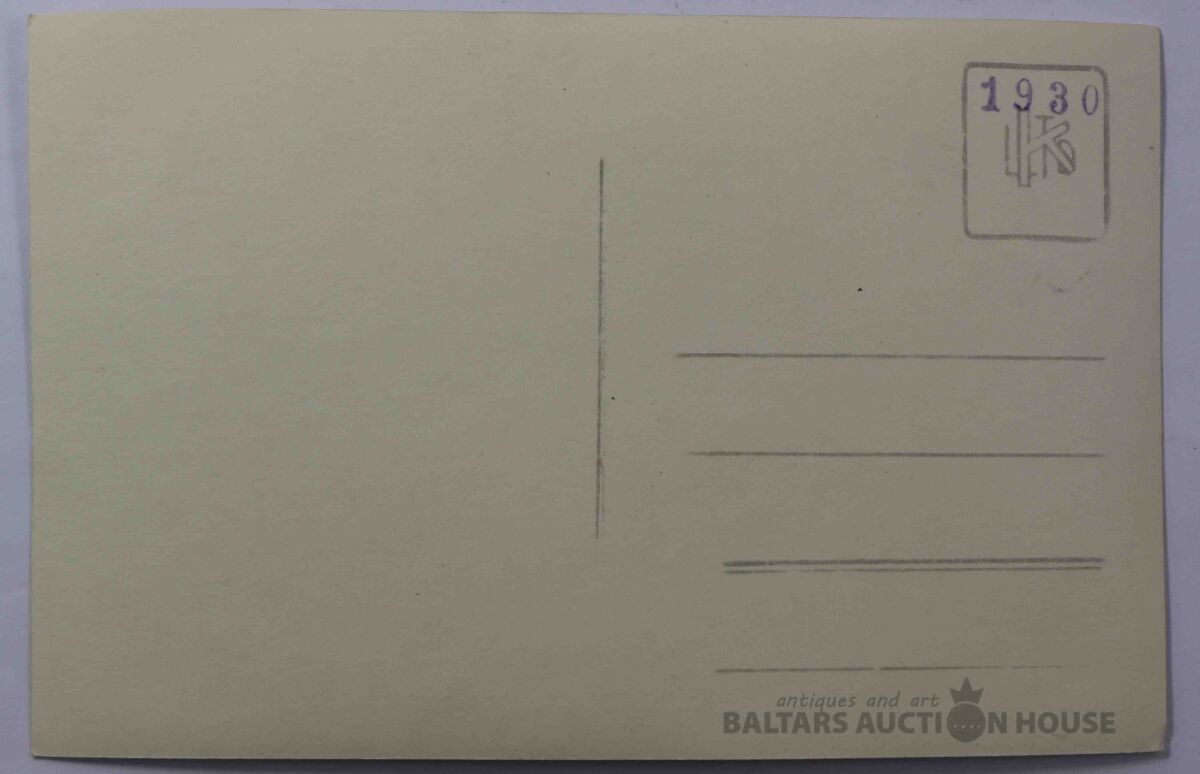 1930
antiques and art
BALTARS AUCTION HOUSE